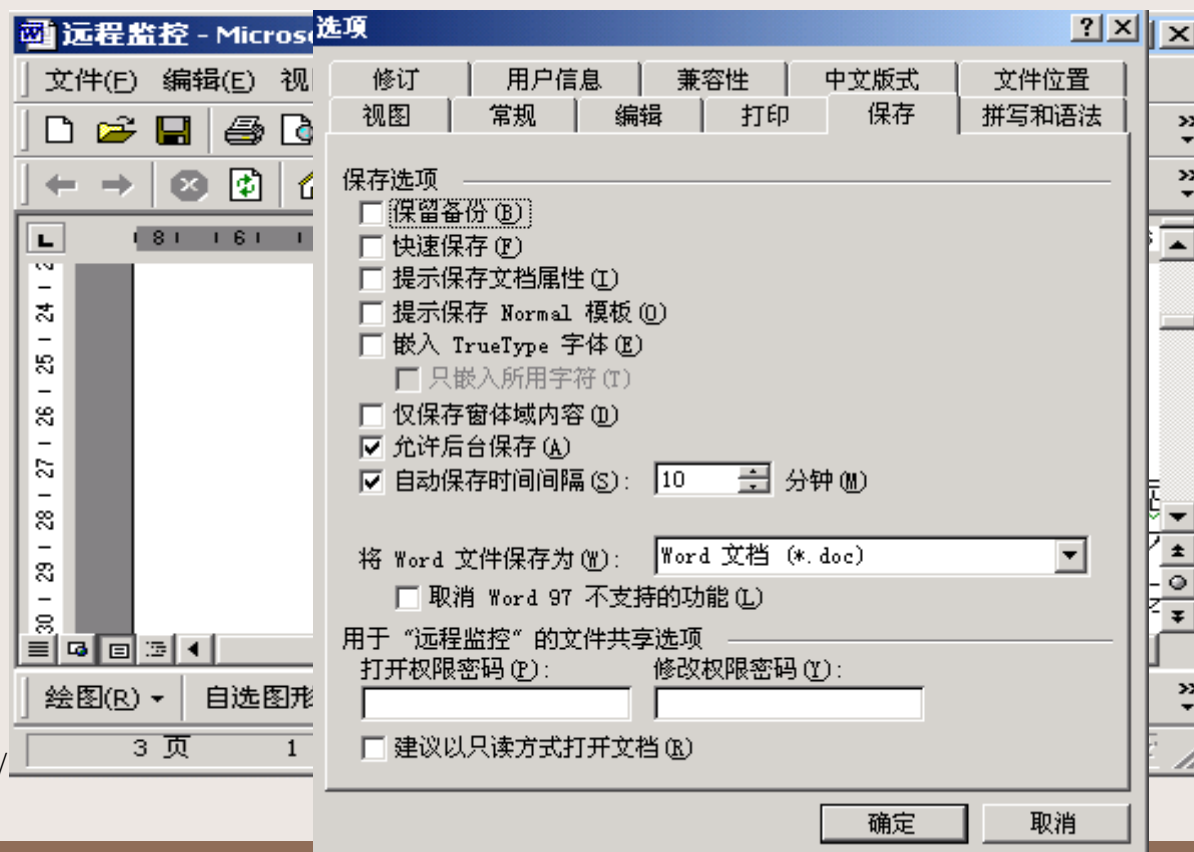 远程监控 - Micros
选项
文件(F) 编辑(E) 视
修订 用户信息 兼容性 中文版式 文件位置
视图 常规 编辑 打印 保存 拼写和语法
保存选项
保留备份(B)
快速保存(F)
提示保存文档属性(I)
提示保存 Normal 模板(O)
嵌入 TrueType 字体(E)
只嵌入所用字符(T)
仅保存窗体域内容(D)
允许后台保存(A)
自动保存时间间隔(S): 10 分钟(M)
将 Word 文件保存为(W): Word 文档 (*.doc)
取消 Word 97 不支持的功能(L)
用于 “远程监控” 的文件共享选项
打开权限密码(P): 修改权限密码(Y):
建议以只读方式打开文档(R)
确定 取消
8 6
24
25
26
27
28
29
30
绘图(R) 自选图形
3 页 1